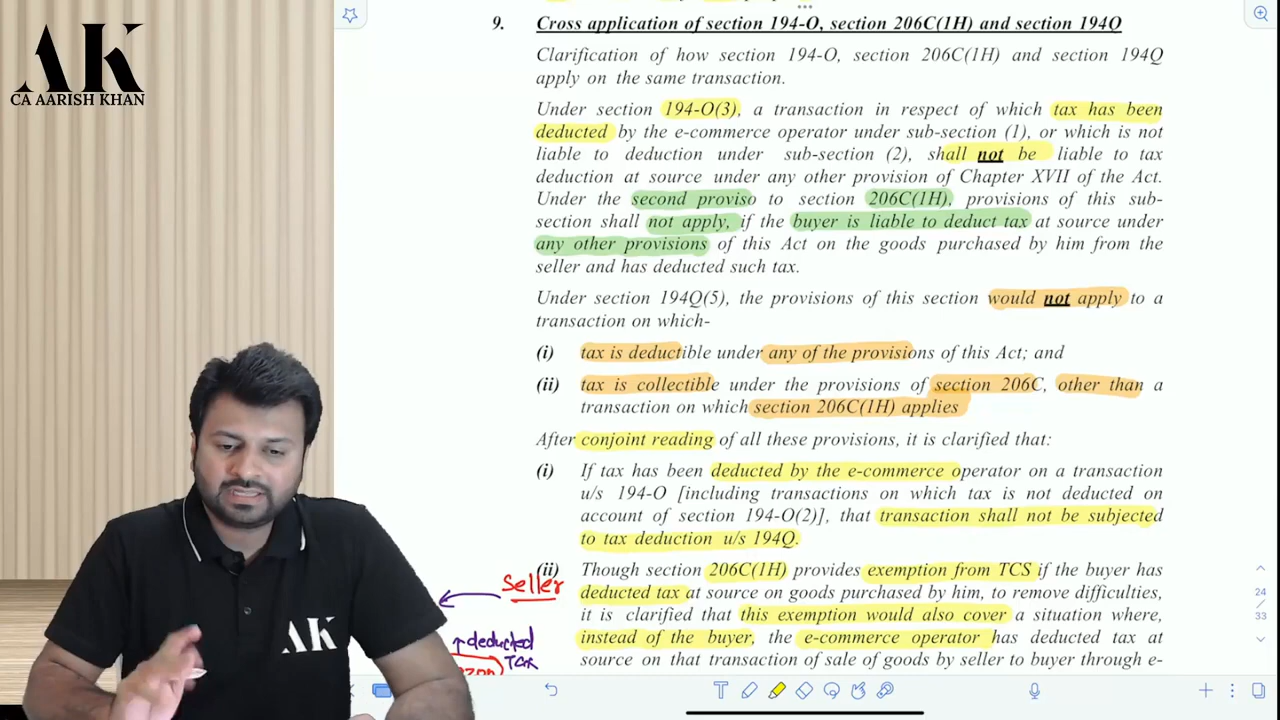 AK
CA AARISH KHAN
9. Cross application of section 194-O, section 206C(1H) and section 194Q
Clarification of how section 194-O, section 206C(1H) and section 194Q
apply on the same transaction.
Under section 194-O(3), a transaction in respect of which tax has been
deducted by the e-commerce operator under sub-section (1), or which is not
liable to deduction under sub-section (2), shall not be liable to tax
deduction at source under any other provision of Chapter XVII of the Act.
Under the second proviso to section 206C(1H), provisions of this sub-
section shall not apply, if the buyer is liable to deduct tax at source under
any other provisions of this Act on the goods purchased by him from the
seller and has deducted such tax.
Under section 194Q(5), the provisions of this section would not apply to a
transaction on which-
(i) tax is deductible under any of the provisions of this Act; and
(ii) tax is collectible under the provisions of section 206C, other than a
transaction on which section 206C(1H) applies
After conjoint reading of all these provisions, it is clarified that:
(i) If tax has been deducted by the e-commerce operator on a transaction
u/s 194-O [including transactions on which tax is not deducted on
account of section 194-O(2)], that transaction shall not be subjected
to tax deduction u/s 194Q.
(ii) Though section 206C(1H) provides exemption from TCS if the buyer has
deducted tax at source on goods purchased by him, to remove difficulties,
it is clarified that this exemption would also cover a situation where,
instead of the buyer, the e-commerce operator has deducted tax at
source on that transaction of sale of goods by seller to buyer through e-
Seller
↑deducted
Tax
AK
24
33
T